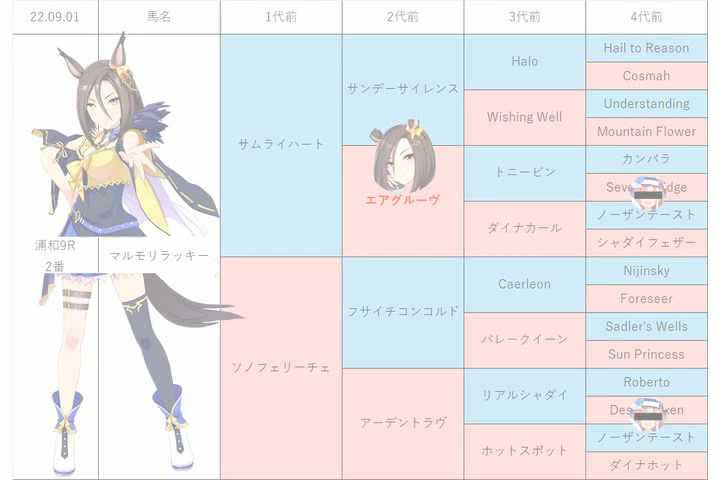 22.09.01 馬名 1代前 2代前 3代前 4代前
浦和9R
2番
マルモリラッキー
サムライハート
ソノフェリーチェ
サンデーサイレンス
エアグルーヴ
フサイチコンコルド
アーデントラヴ
Halo
Wishing Well
トニービン
ダイナカール
Caerleon
バレークイーン
リアルシャダイ
ホットスポット
Hail to Reason
Cosmah
Understanding
Mountain Flower
カンパラ
ノーザンテースト
シャダイフェザー
Nijinsky
Foreseer
Sadler's Wells
Sun Princess
Roberto
ノーザンテースト
ダイナホット